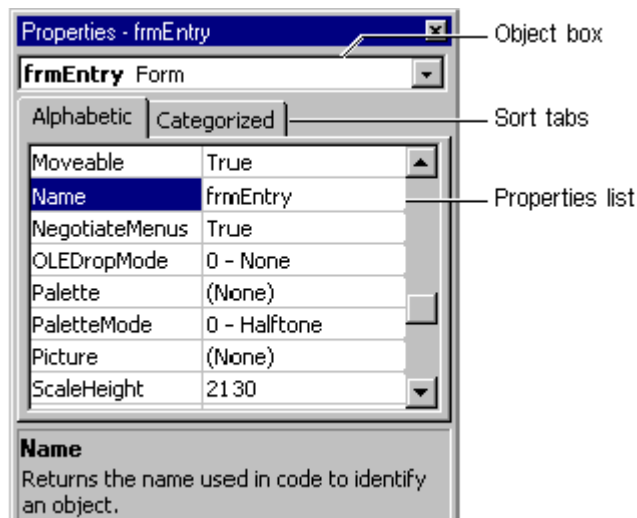 Properties - frmEntry
Object box
frmEntry Form
Alphabetic Categorized
Sort tabs
Moveable True
Name frmEntry
Properties list
NegotiateMenus True
OLEDropMode 0 - None
Palette (None)
PaletteMode 0 - Halftone
Picture (None)
ScaleHeight 2130
Name
Returns the name used in code to identify
an object.